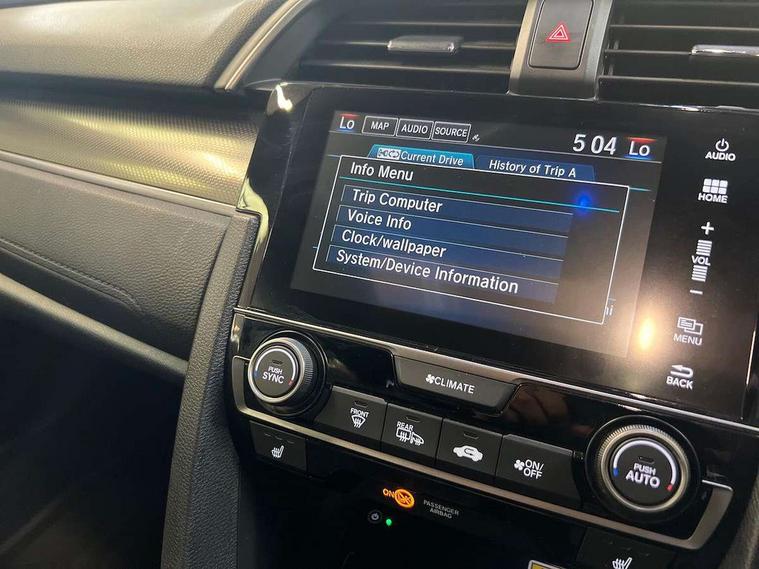 Lo MAP AUDIO SOURCE 5 04 Lo
Current Drive History of Trip A
Info Menu
Trip Computer
Voice Info
Clock/wallpaper
System/Device Information
AUDIO
HOME
+
VOL
−
MENU
BACK
PUSH
SYNC
CLIMATE
FRONT
REAR
ON/
OFF
PUSH
AUTO
ON
PASSENGER
AIRBAG